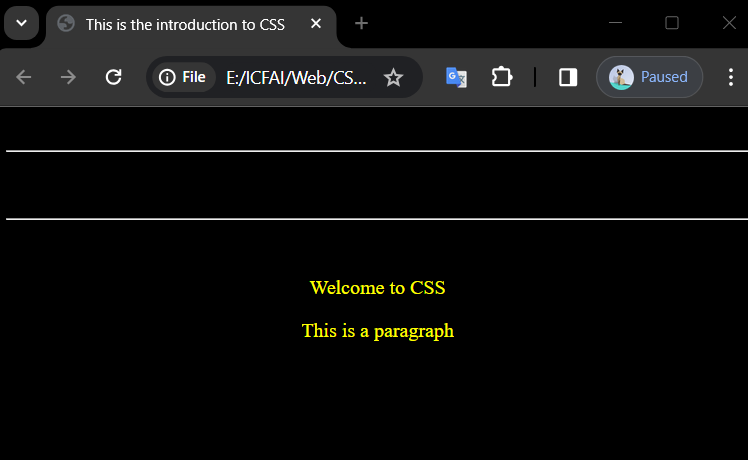 This is the introduction to CSS
File E:/ICFAI/Web/CS... Paused
Welcome to CSS
This is a paragraph